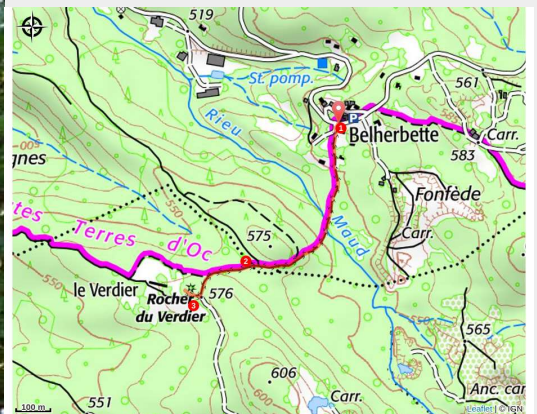 519
St. pomp.
561
Rieu
P
1
Belherbette
Carr.
gnes
583
Fonfède
550
tes Terres d'Oc
575
Maud
Carr.
2
550
le Verdier
576
Rocher
du Verdier
3
565
606
551
600
Carr.
Anc. car
100 m
Leaflet | © IGN